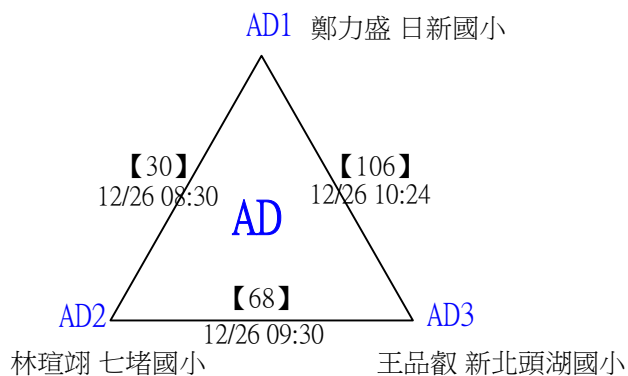 AD1 鄭力盛 日新國小
【30】
12/26 08:30
【106】
12/26 10:24
AD
【68】
12/26 09:30
AD2
AD3
林瑄翊 七堵國小
王品叡 新北頭湖國小